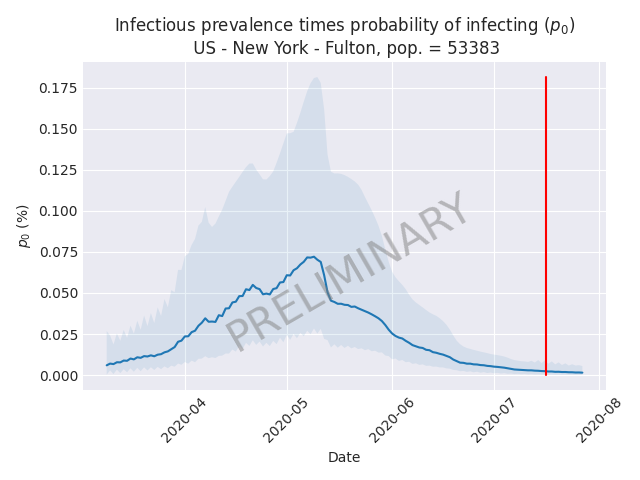 Infectious prevalence times probability of infecting (p₀)
US - New York - Fulton, pop. = 53383
0.175
0.150
0.125
0.100
0.075
0.050
0.025
0.000
p₀ (%)
PRELIMINARY
2020-04
2020-05
2020-06
2020-07
2020-08
Date